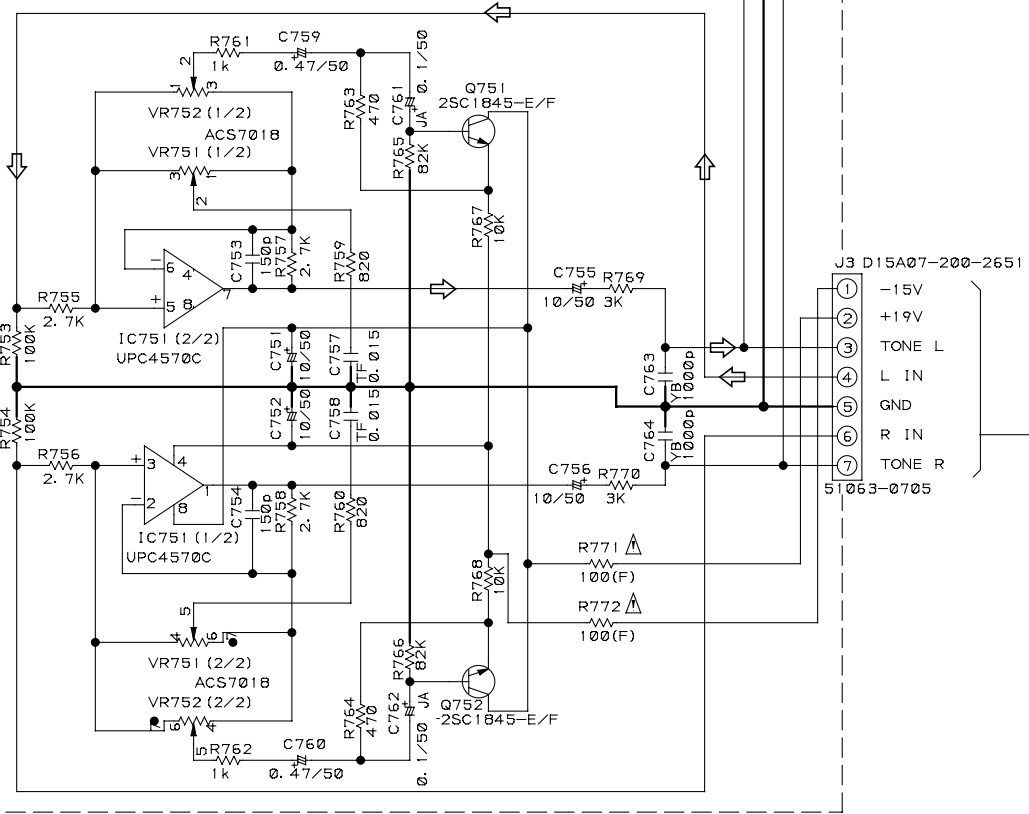 C759
R761
1k
0.47/50
0.1/50
C761
JA
R763
470
Q751
2SC1845-E/F
2
1
3
VR752 (1/2)
ACS7018
VR751 (1/2)
3
1
2
R765
82K
R767
10K
C753
150p
R757
2.7K
R759
820
6
4
5
8
7
−
+
R755
2.7K
IC751 (2/2)
UPC4570C
R753
100K
R754
100K
C751
10/50
C757
TF 0.015
C752
10/50
C758
TF 0.015
C755
10/50
R769
3K
C763
YB
1000p
C764
YB
1000p
J3 D15A07-200-2651
1 -15V
2 +19V
3 TONE L
4 L IN
5 GND
6 R IN
7 TONE R
51063-0705
R756
2.7K
+
3
4
−
2
8
1
IC751 (1/2)
UPC4570C
C754
150p
R758
2.7K
R760
820
C756
10/50
R770
3K
R771
100(F)
R772
100(F)
R768
10K
5
4
6
7
VR751 (2/2)
ACS7018
VR752 (2/2)
7
6
4
5
R762
1k
C760
0.47/50
R764
470
R766
82K
C762
JA
0.1/50
Q752
-2SC1845-E/F